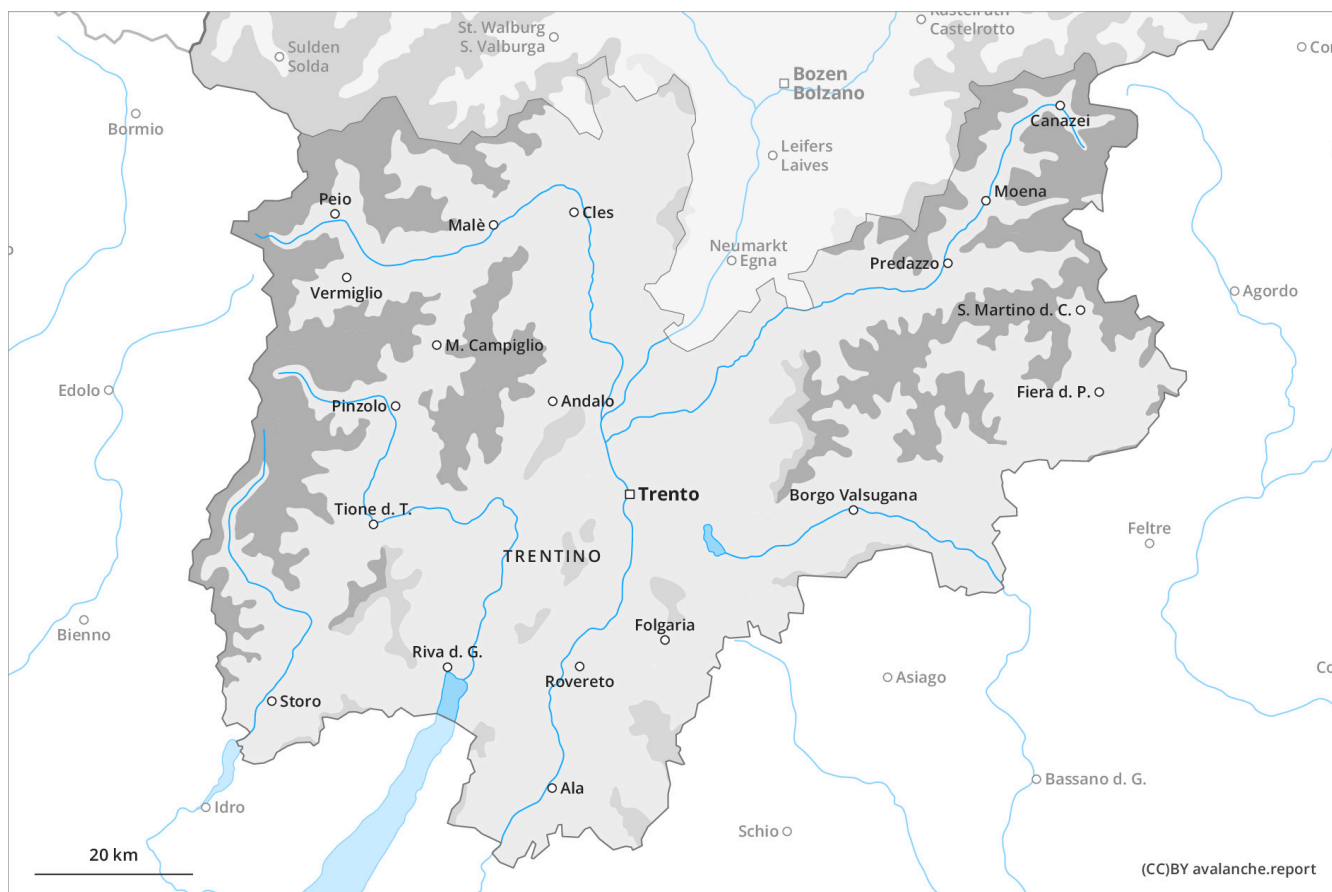 St. Walburg
S. Valburga
Kastelruth
Castelrotto
Sulden
Solda
Bozen
Bolzano
Bormio
Canazei
Leifers
Laives
Moena
Peio
Malè
Cles
Neumarkt
Egna
Predazzo
Vermiglio
Agordo
S. Martino d. C.
M. Campiglio
Edolo
Pinzolo
Andalo
Fiera d. P.
Trento
Borgo Valsugana
Tione d. T.
Feltre
TRENTINO
Bienno
Folgaria
Riva d. G.
Rovereto
Asiago
Storo
Bassano d. G.
Ala
Idro
Schio
20 km
(CC)BY avalanche.report